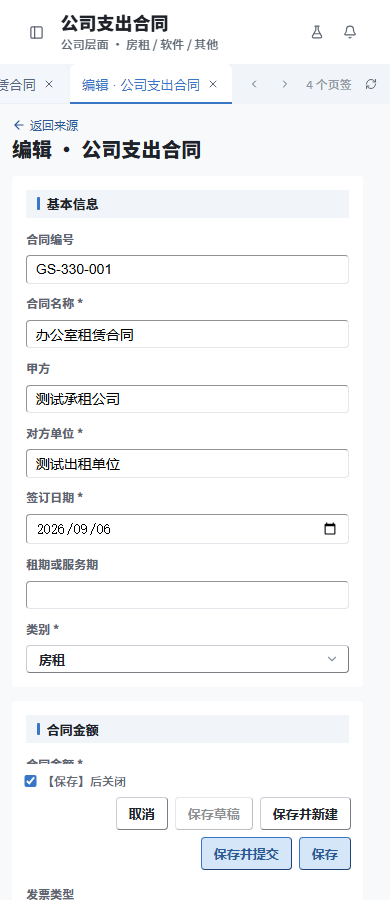 公司支出合同
公司层面 · 房租 / 软件 / 其他
赁合同
编辑 · 公司支出合同
4 个页签
返回来源
编辑 · 公司支出合同
基本信息
合同编号
GS-330-001
合同名称 *
办公室租赁合同
甲方
测试承租公司
对方单位 *
测试出租单位
签订日期 *
2026/09/06
租期或服务期
类别 *
房租
合同金额
合同金额 *
【保存】后关闭
取消
保存草稿
保存并新建
保存并提交
保存
发票类型